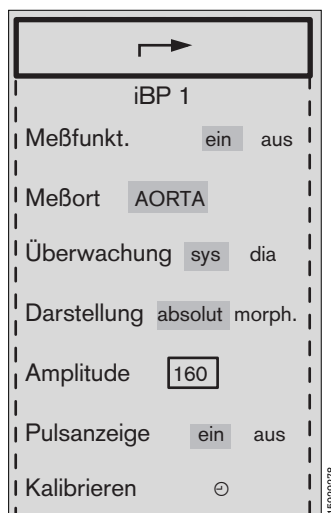 iBP 1
Meßfunkt. ein aus
Meßort AORTA
Überwachung sys dia
Darstellung absolut morph.
Amplitude 160
Pulsanzeige ein aus
Kalibrieren